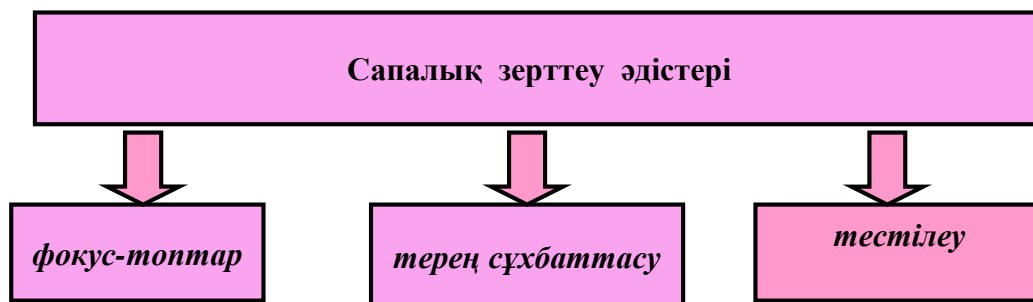 Сапалық зерттеу әдістері
фокус-топтар
терең сұхбаттасу
тестілеу